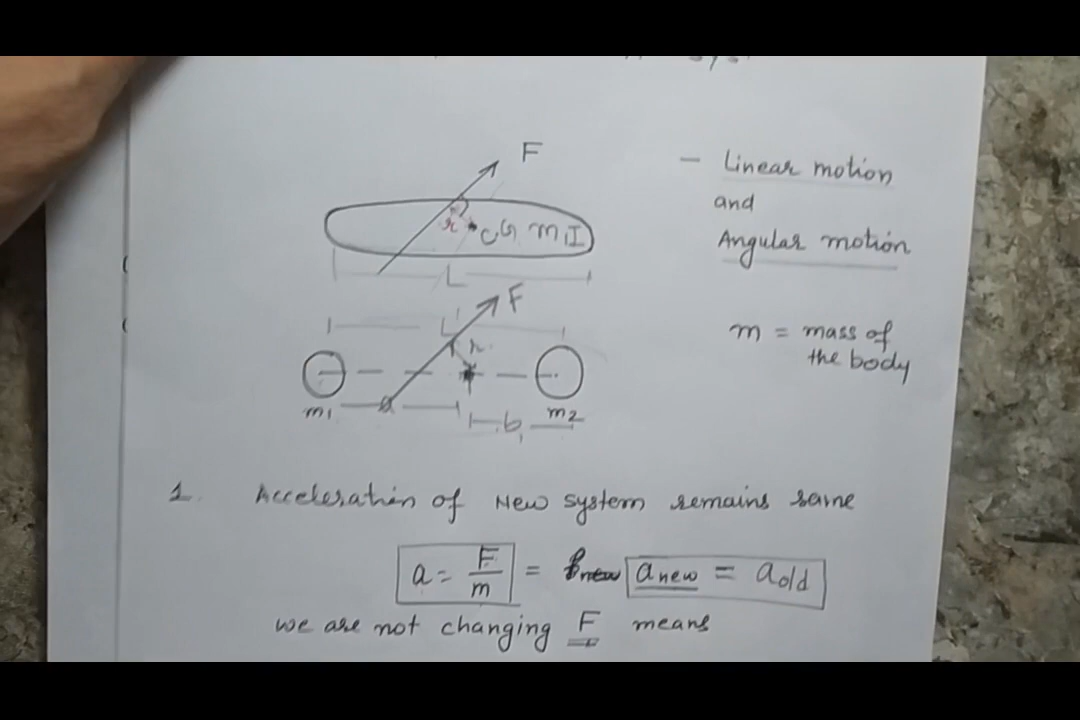 F
r
CG m, I
L
F
L
r
m1
a
b
m2
- Linear motion
and
Angular motion
m = mass of
the body
1. Acceleration of New system remains same
a = F/m = anew = aold
we are not changing F means